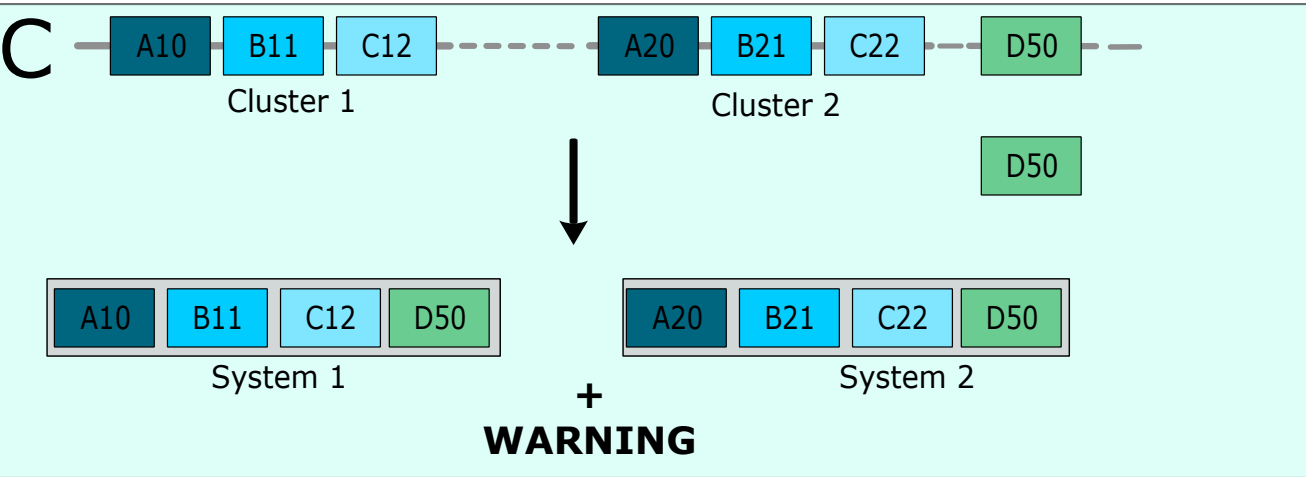 C A10 B11 C12 A20 B21 C22 D50
Cluster 1 Cluster 2
D50
A10 B11 C12 D50 A20 B21 C22 D50
System 1 System 2
+
WARNING